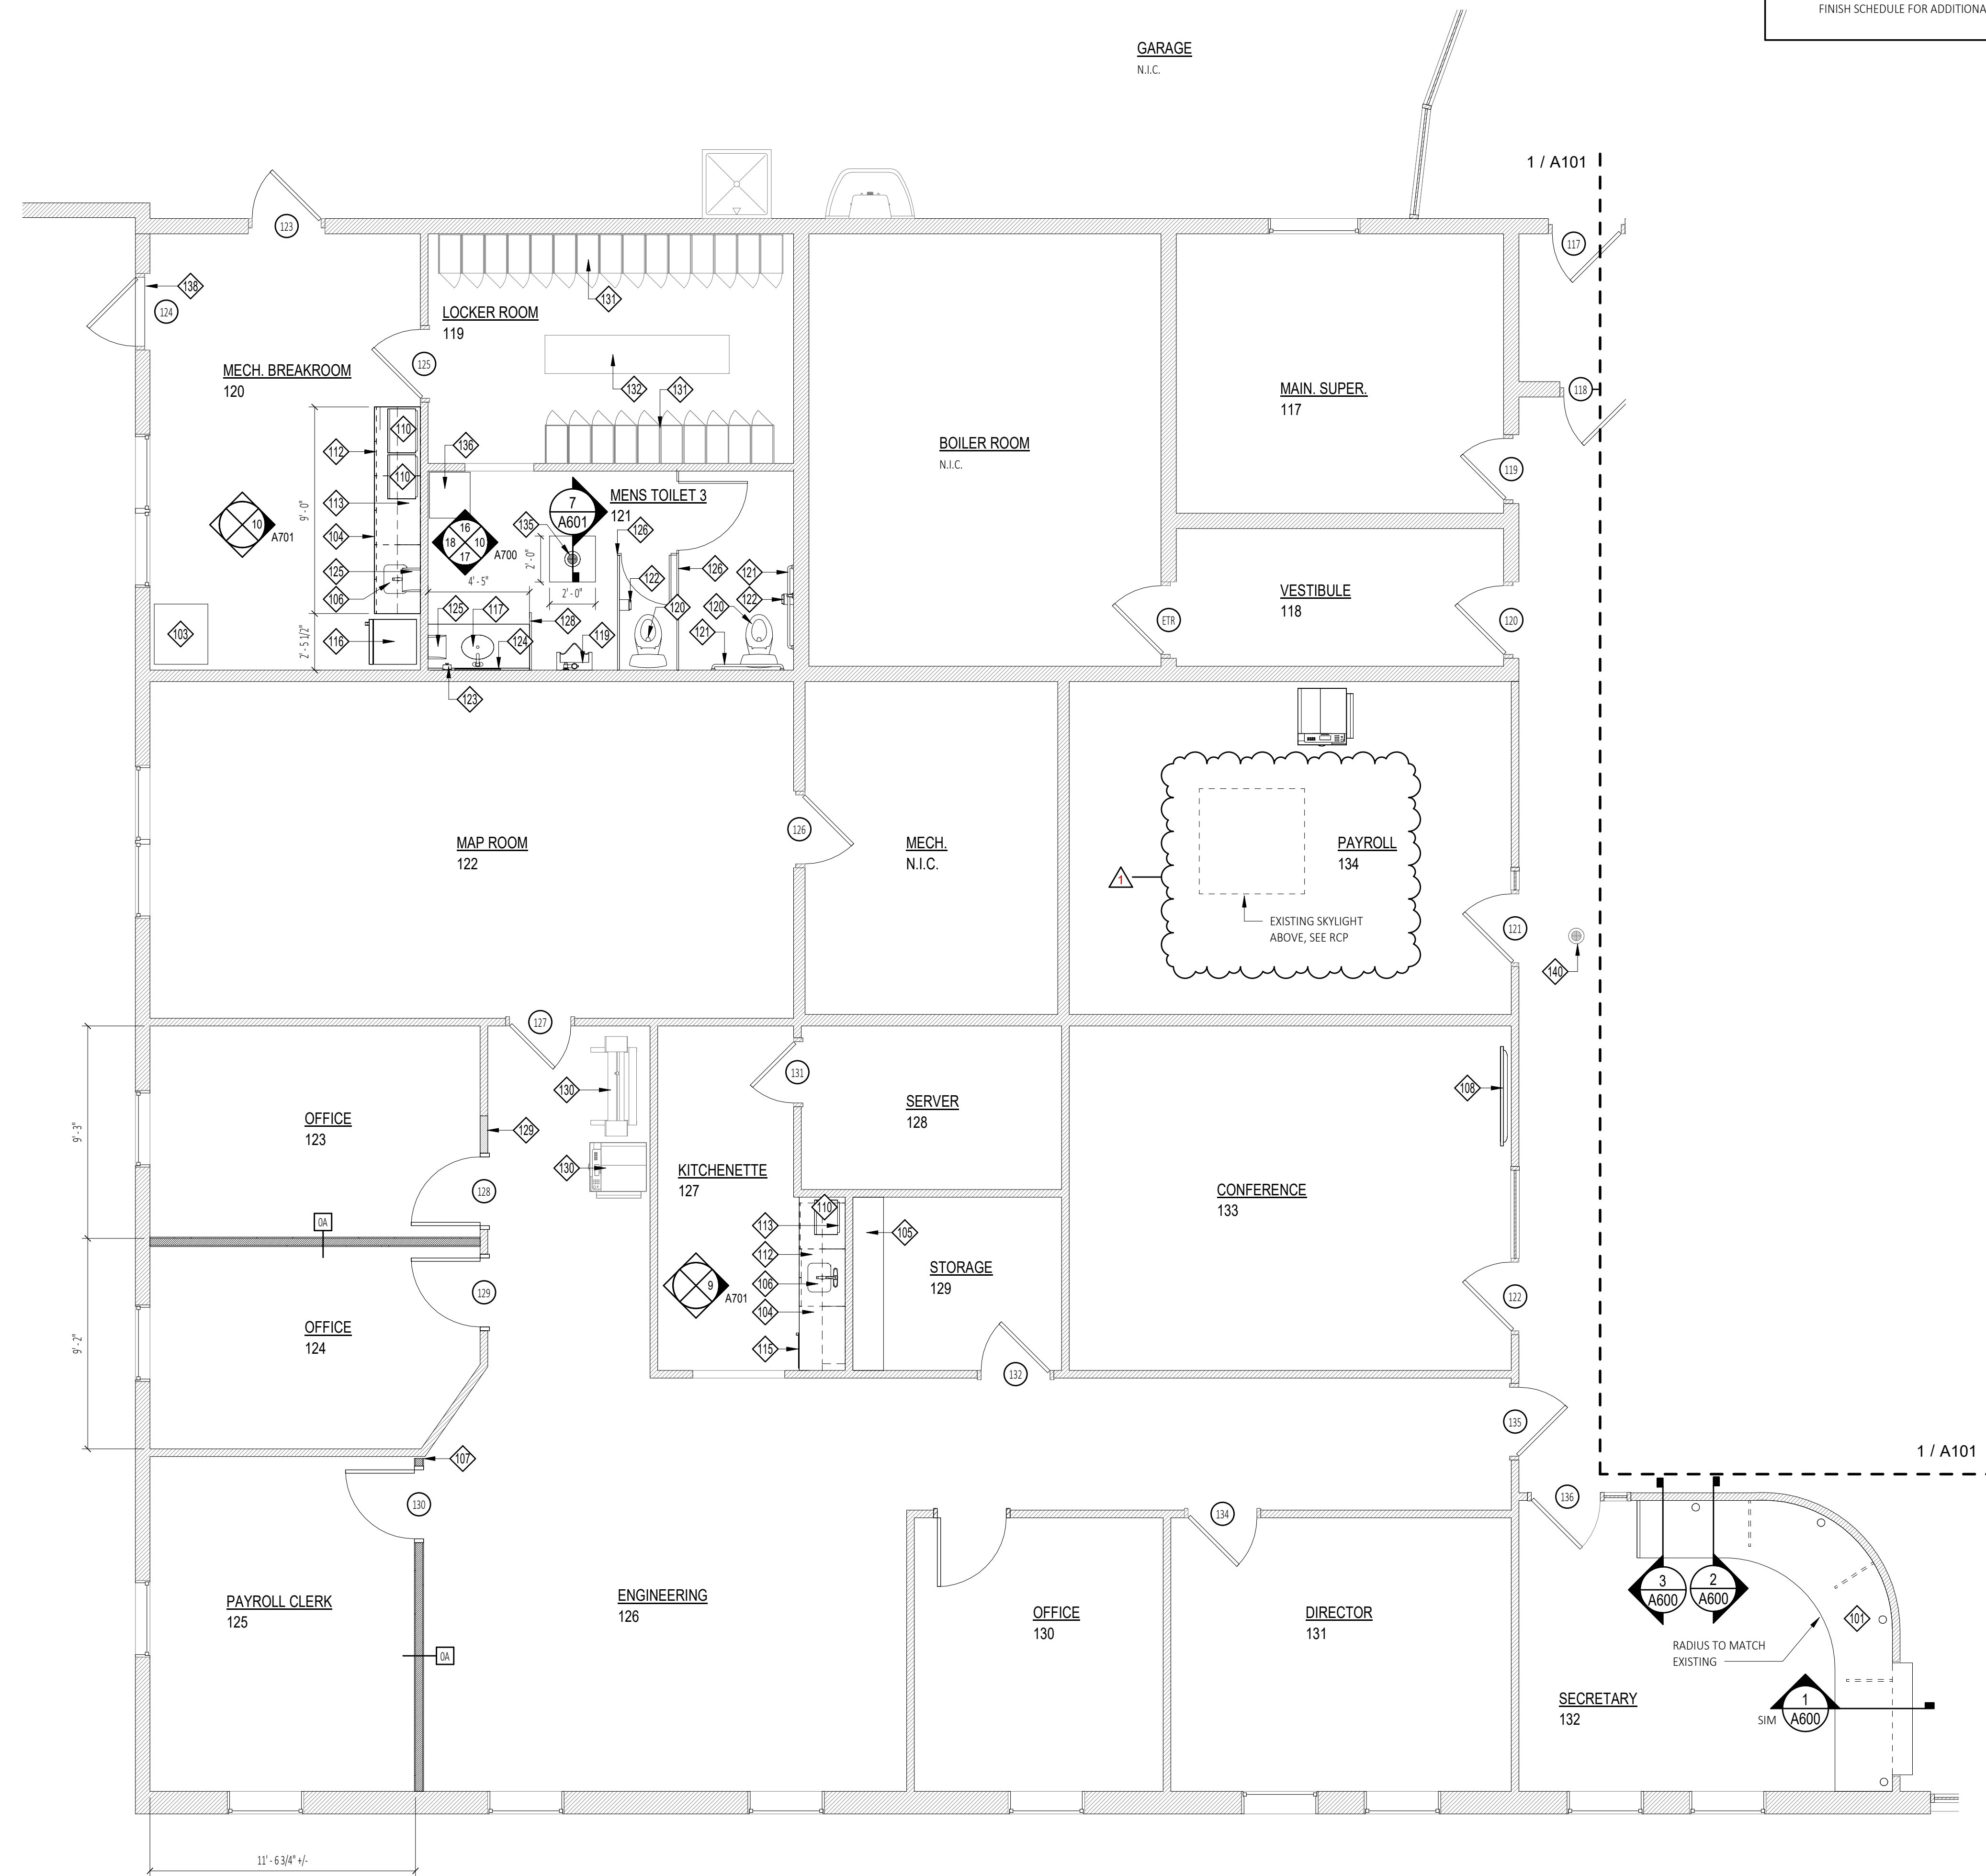 FINISH SCHEDULE FOR ADDITIONA
GARAGE
N.I.C.
1 / A101
123
117
138
124
131
LOCKER ROOM
119
125
MECH. BREAKROOM
120
132
131
MAIN. SUPER.
117
118
110
112
136
BOILER ROOM
N.I.C.
119
110
113
9' - 0"
10
A701
104
7
A601
MENS TOILET 3
121
135
126
16
18
10
17
A700
2' - 0"
4' - 5"
2' - 0"
125
106
122
126
121
122
VESTIBULE
118
ETR
120
103
116
2' - 5 1/2"
125
117
128
124
119
120
120
121
123
MAP ROOM
122
126
MECH.
N.I.C.
PAYROLL
134
1
EXISTING SKYLIGHT
ABOVE, SEE RCP
121
140
127
131
130
108
9' - 3"
OFFICE
123
129
SERVER
128
130
KITCHENETTE
127
128
CONFERENCE
133
0A
110
113
105
112
STORAGE
129
9
A701
106
129
122
104
OFFICE
124
9' - 2"
115
132
135
1 / A101
107
130
136
134
3
A600
2
A600
PAYROLL CLERK
125
ENGINEERING
126
OFFICE
130
DIRECTOR
131
101
RADIUS TO MATCH
EXISTING
0A
SECRETARY
132
SIM
1
A600
11' - 6 3/4" +/-